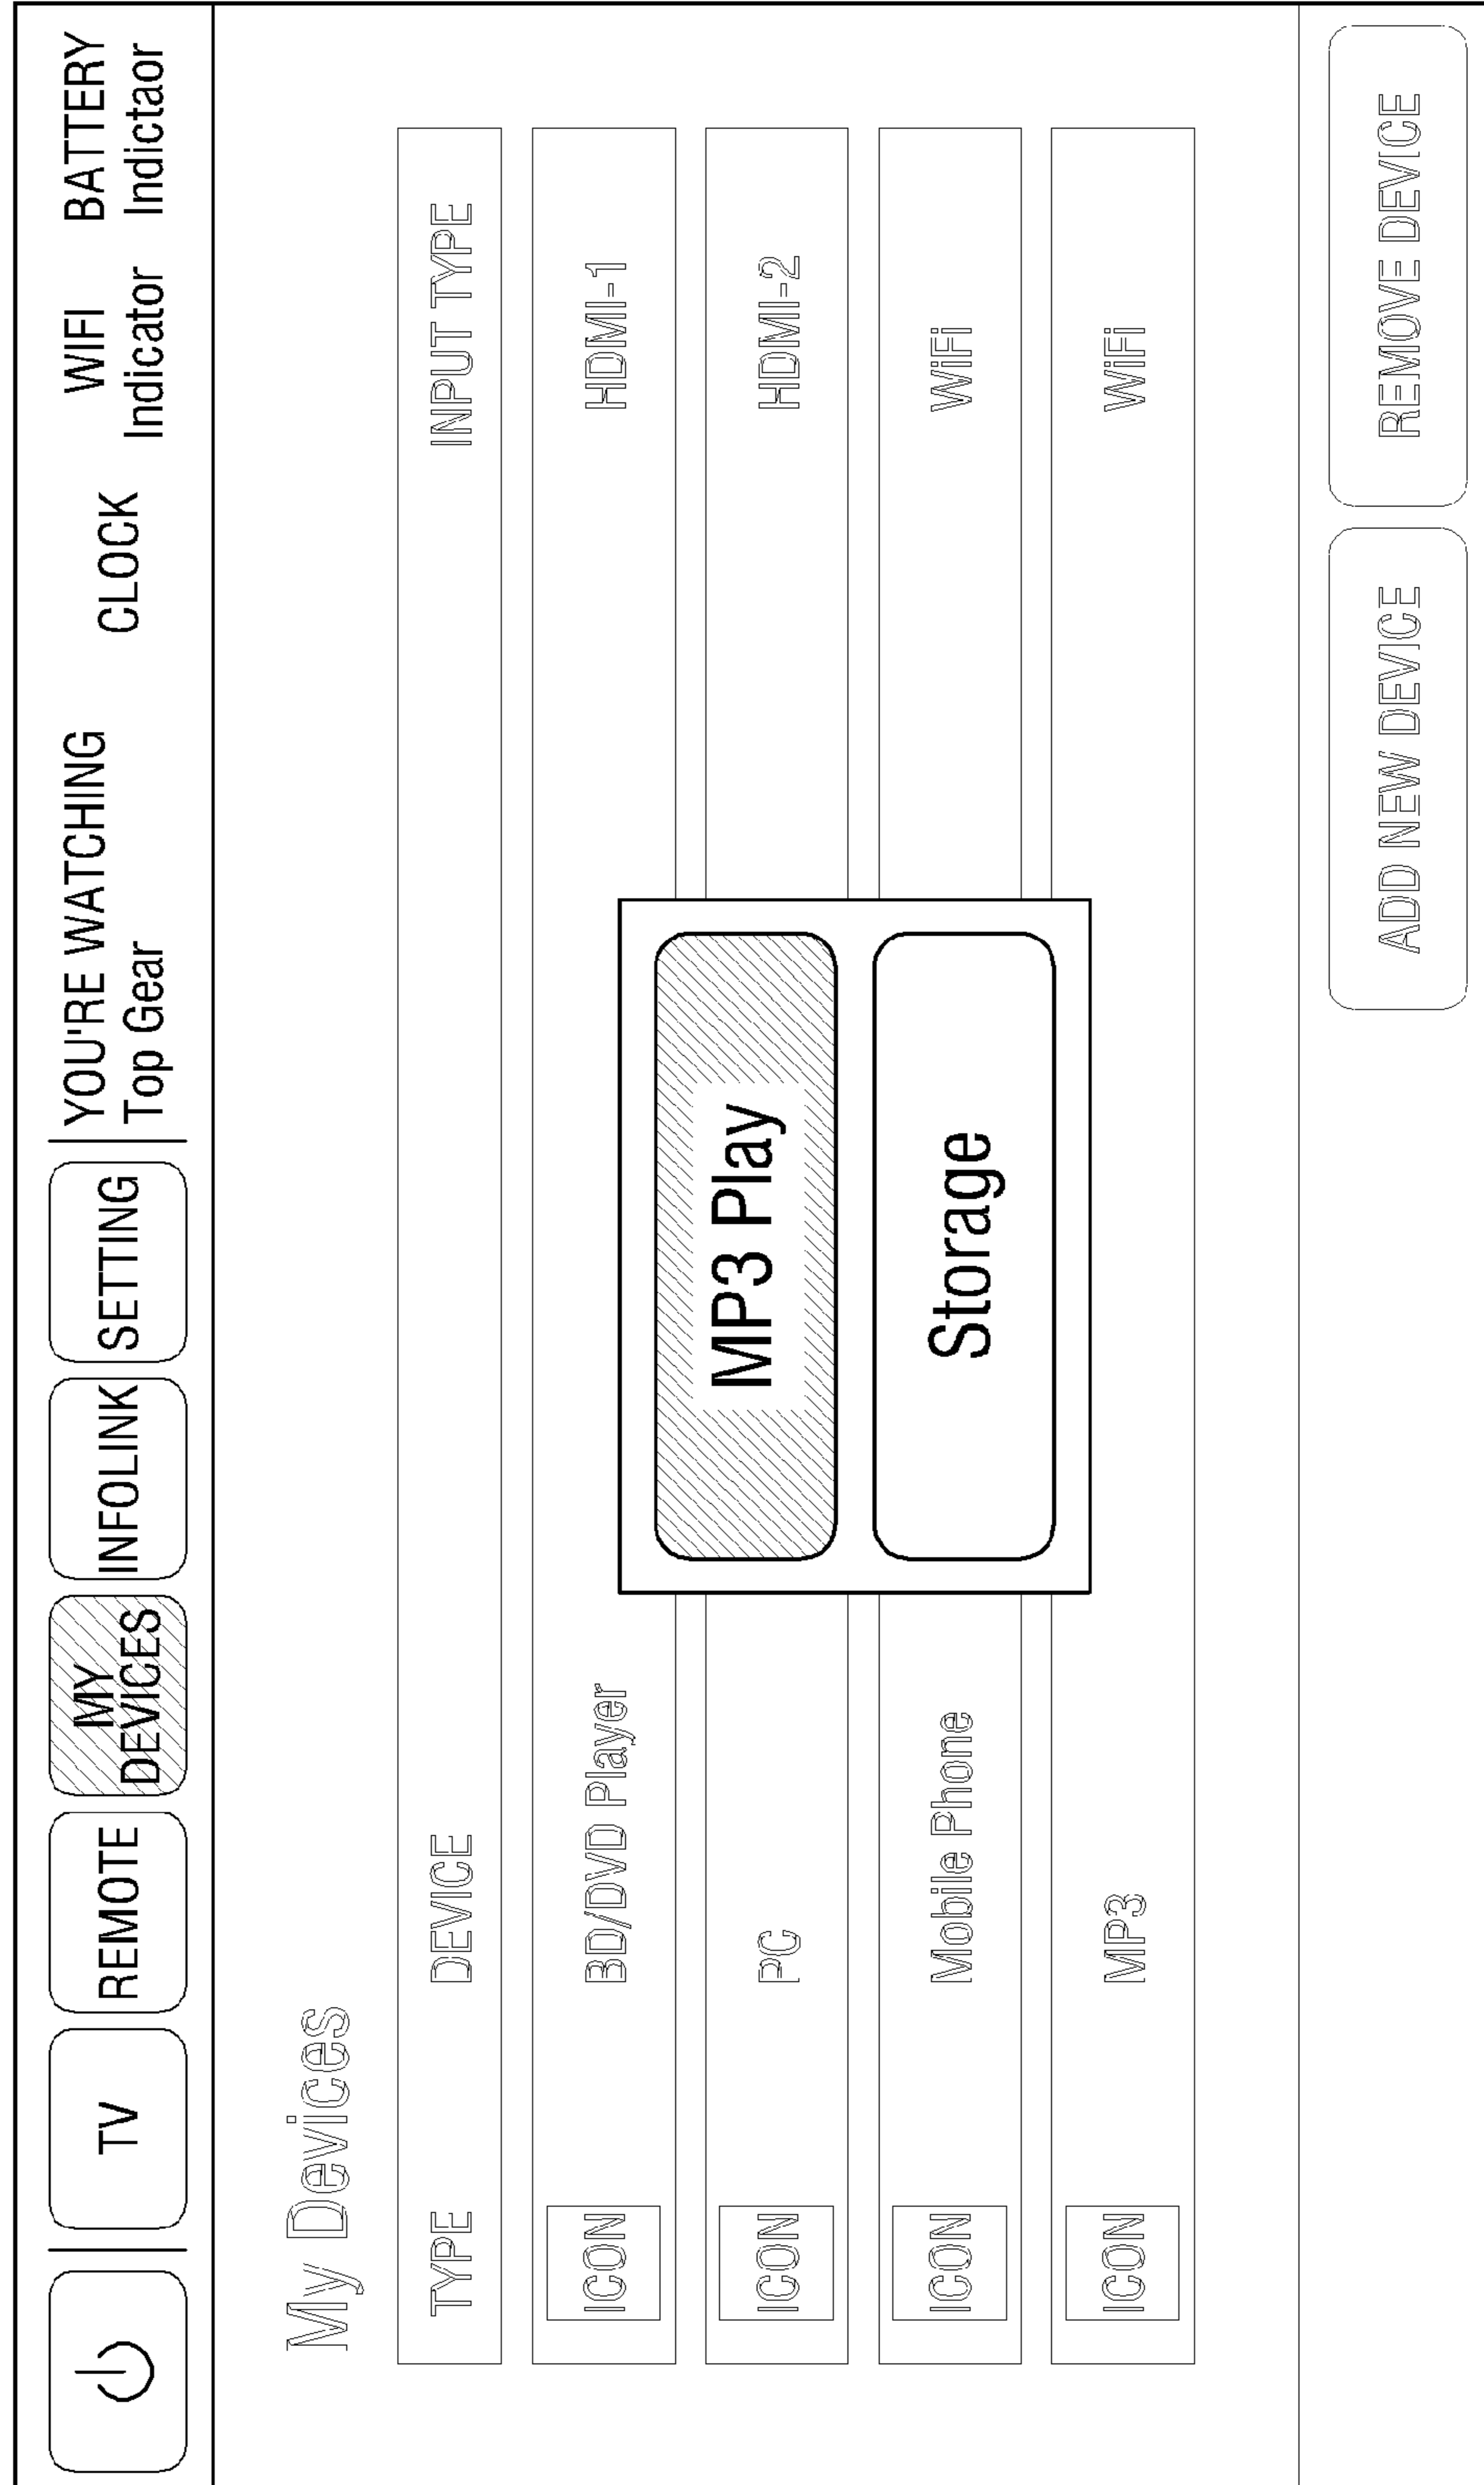 TV
REMOTE
MY
DEVICES
INFOLINK
SETTING
YOU'RE WATCHING
Top Gear
CLOCK
WIFI
Indicator
BATTERY
Indictaor
My Devices
TYPE DEVICE INPUT TYPE
ICON BD/DVD Player HDMI-1
ICON PC HDMI-2
ICON Mobile Phone WiFi
ICON MP3 WiFi
MP3 Play
Storage
ADD NEW DEVICE
REMOVE DEVICE